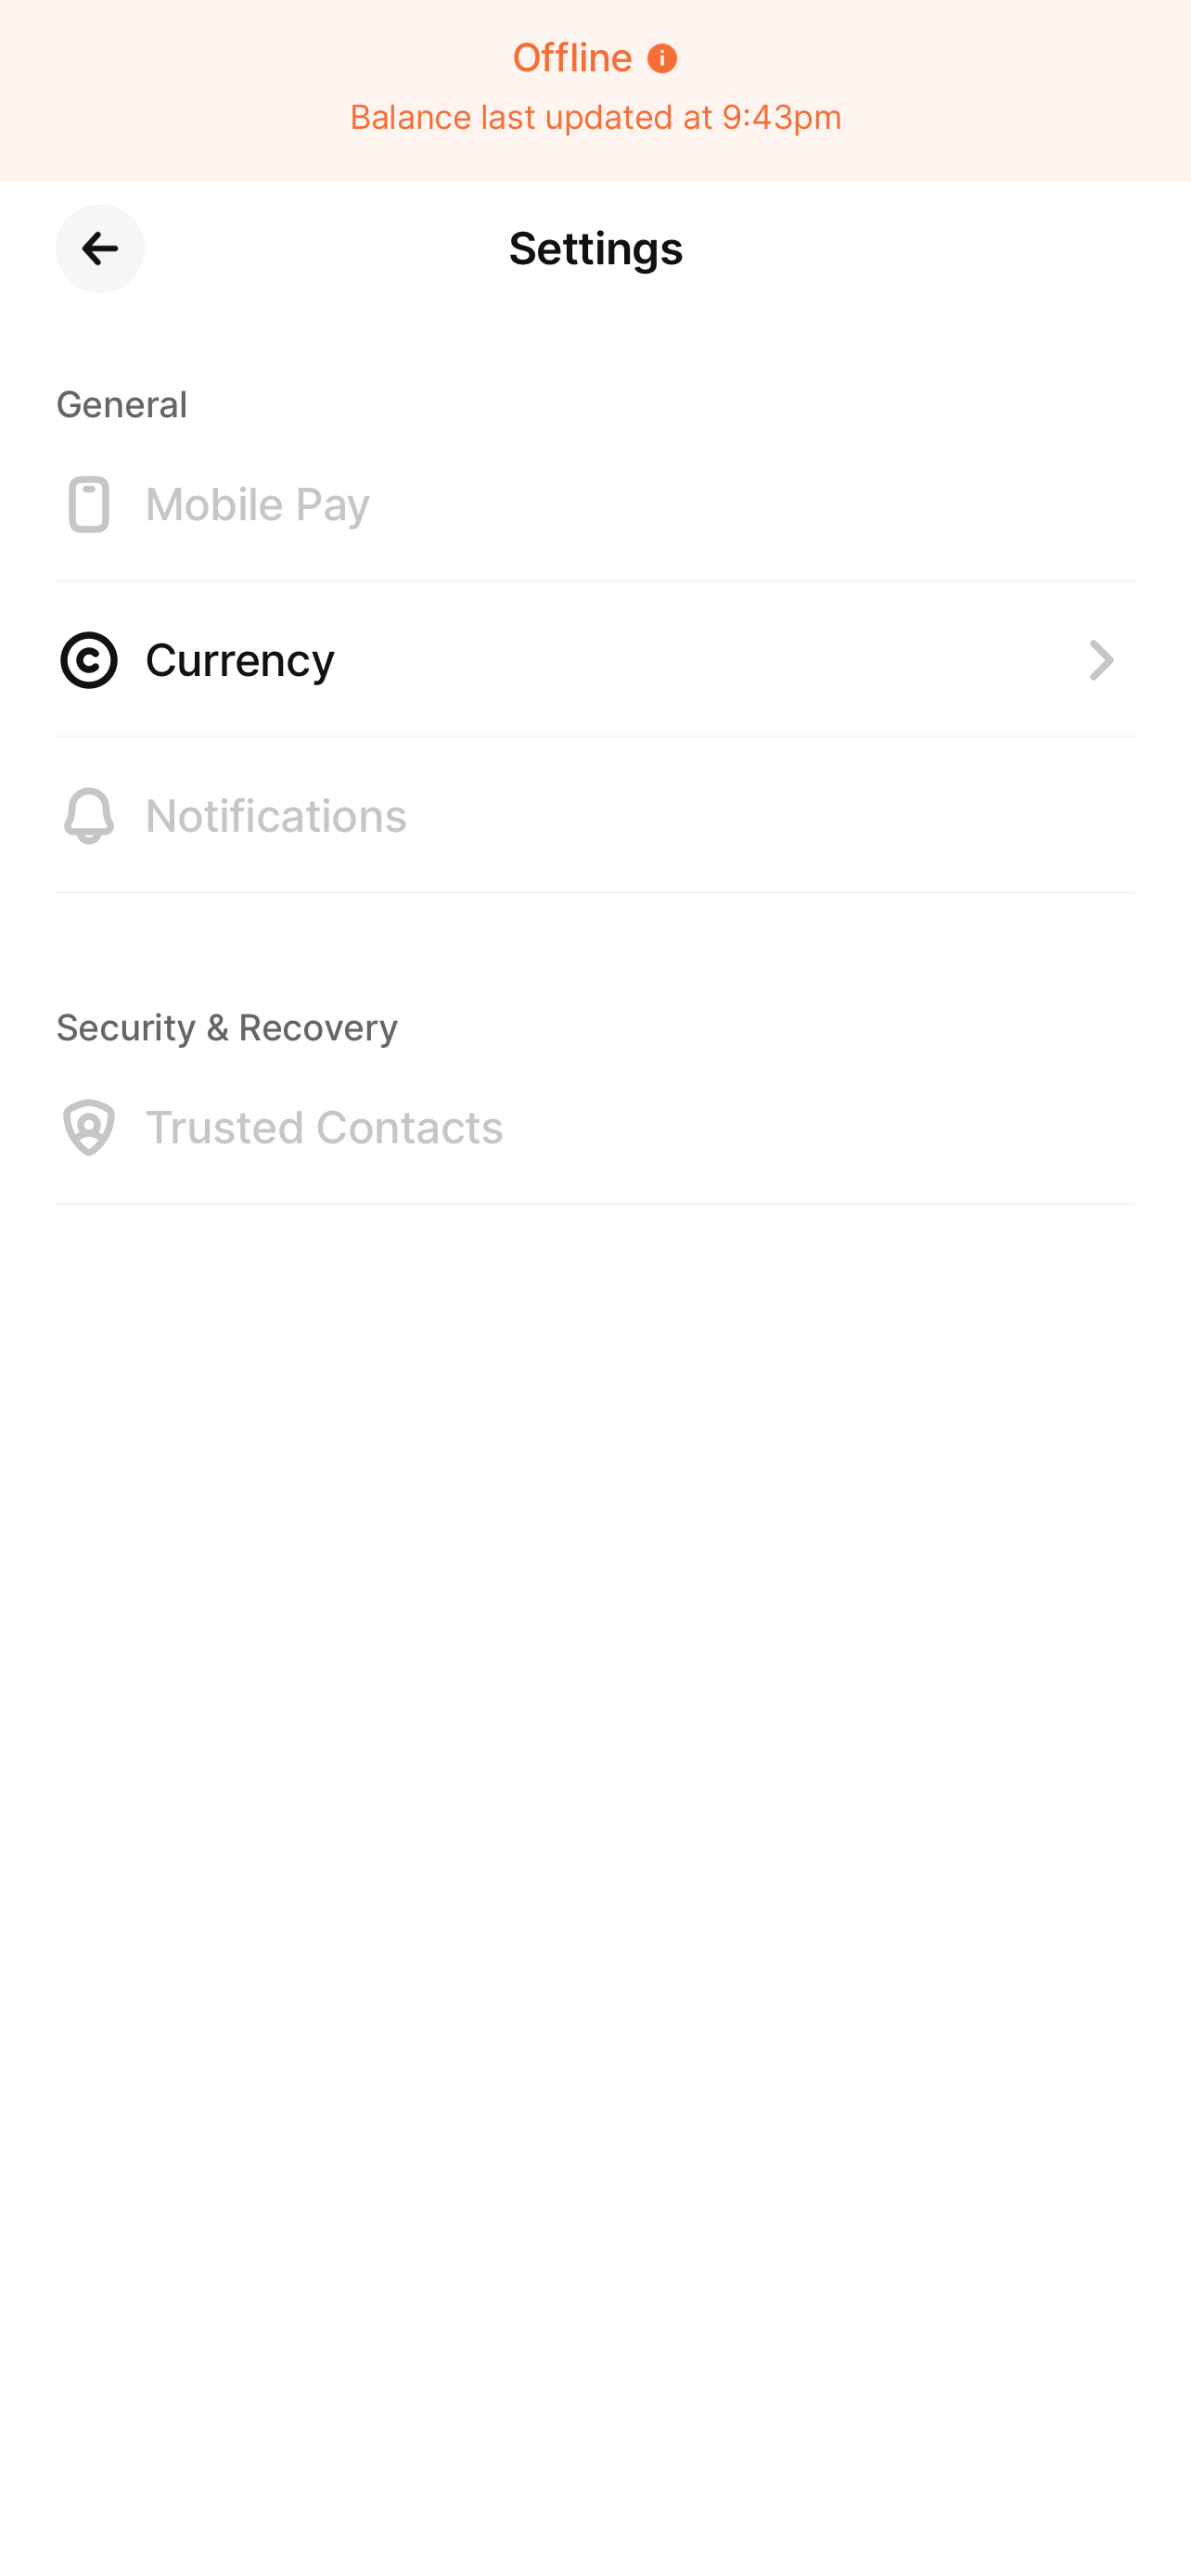 Offline
Balance last updated at 9:43pm
Settings
General
Mobile Pay
Currency
Notifications
Security & Recovery
Trusted Contacts